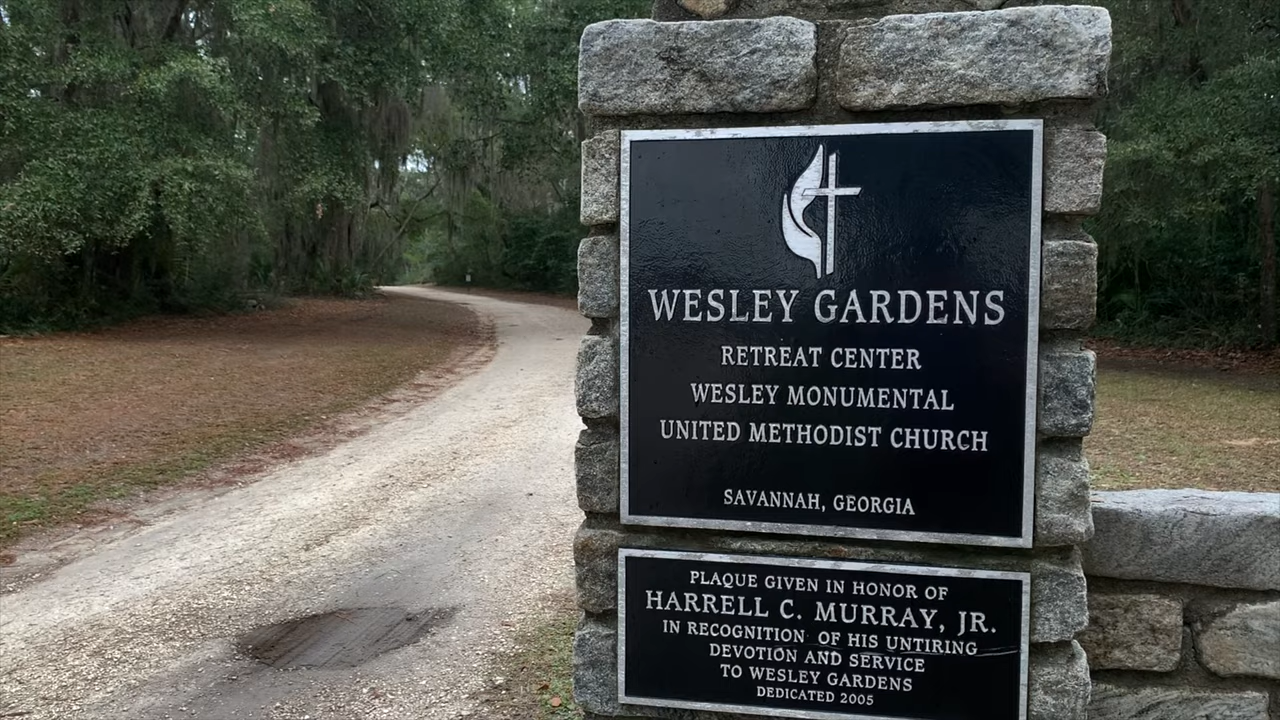 WESLEY GARDENS
RETREAT CENTER
WESLEY MONUMENTAL
UNITED METHODIST CHURCH
SAVANNAH, GEORGIA
PLAQUE GIVEN IN HONOR OF
HARRELL C. MURRAY, JR.
IN RECOGNITION OF HIS UNTIRING
DEVOTION AND SERVICE
TO WESLEY GARDENS
DEDICATED 2005